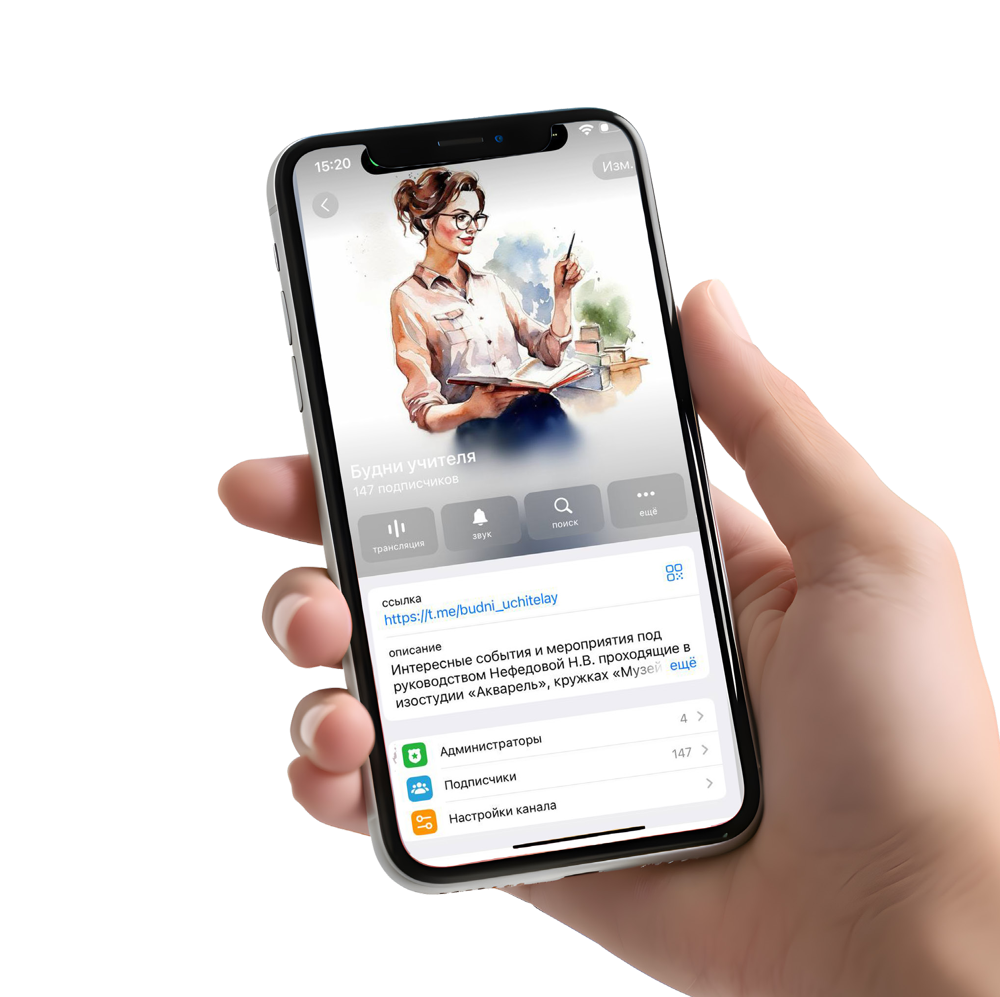 15:20
Изм.
Будни учителя
147 подписчиков
трансляция
звук
поиск
ещё
ссылка
https://t.me/budni_uchitelay
описание
Интересные события и мероприятия под
руководством Нефедовой Н.В. проходящие в
изостудии «Акварель», кружках «Музей ещё
Администраторы 4
Подписчики 147
Настройки канала